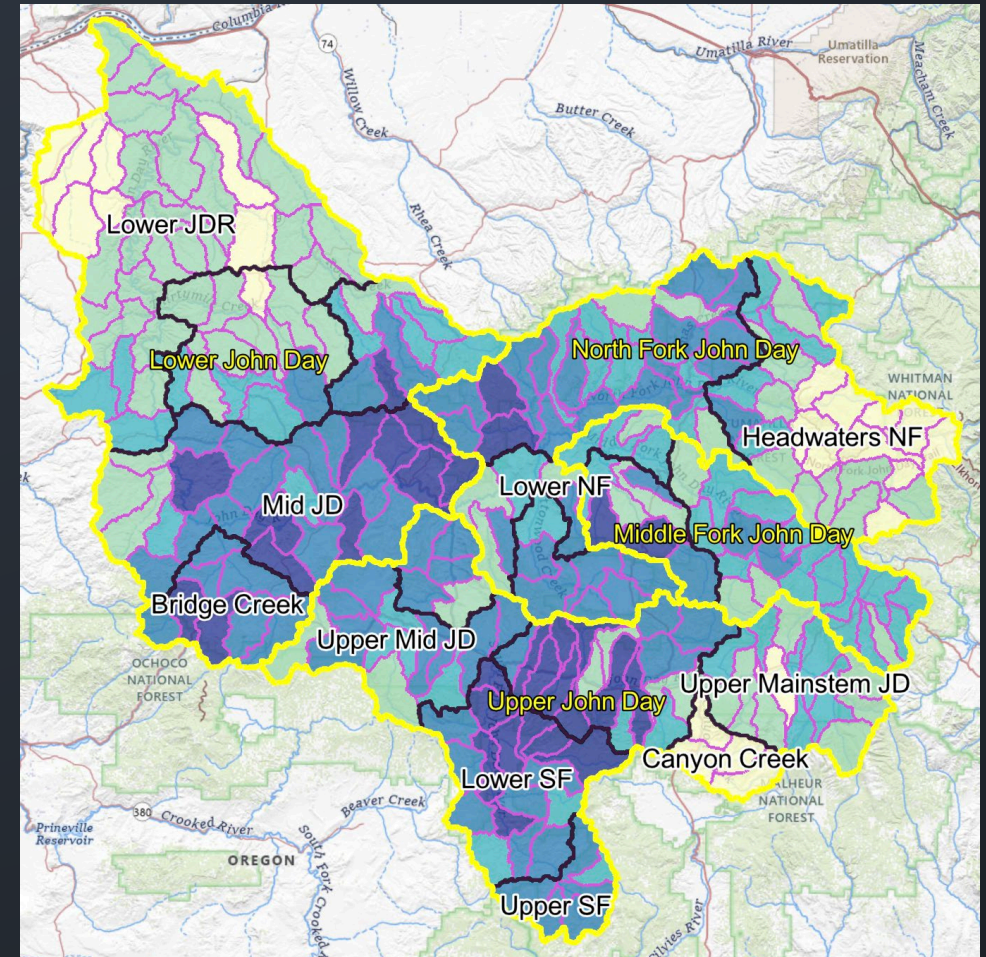 Columbia R
74
Umatilla River
Umatilla
Reservation
Meacham Creek
Willow Creek
Butter Creek
Rhea Creek
Lower JDR
Lower John Day
North Fork John Day
WHITMAN
NATIONAL
Headwaters NF
Lower NF
Mid JD
Middle Fork John Day
Bridge Creek
Upper Mid JD
OCHOCO
NATIONAL
FOREST
Upper Mainstem JD
Upper John Day
Canyon Creek
Lower SF
ALHEUR
NATIONAL
FOREST
Beaver Creek
380
Crooked River
Prineville
Reservoir
OREGON
South Fork Crooked
Upper SF
ilvies River